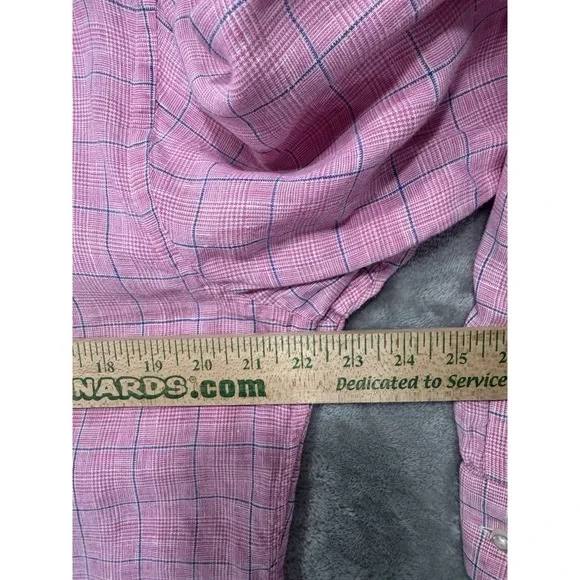 18 19 20 21 22 23 24 25
NARDS.com Dedicated to Service